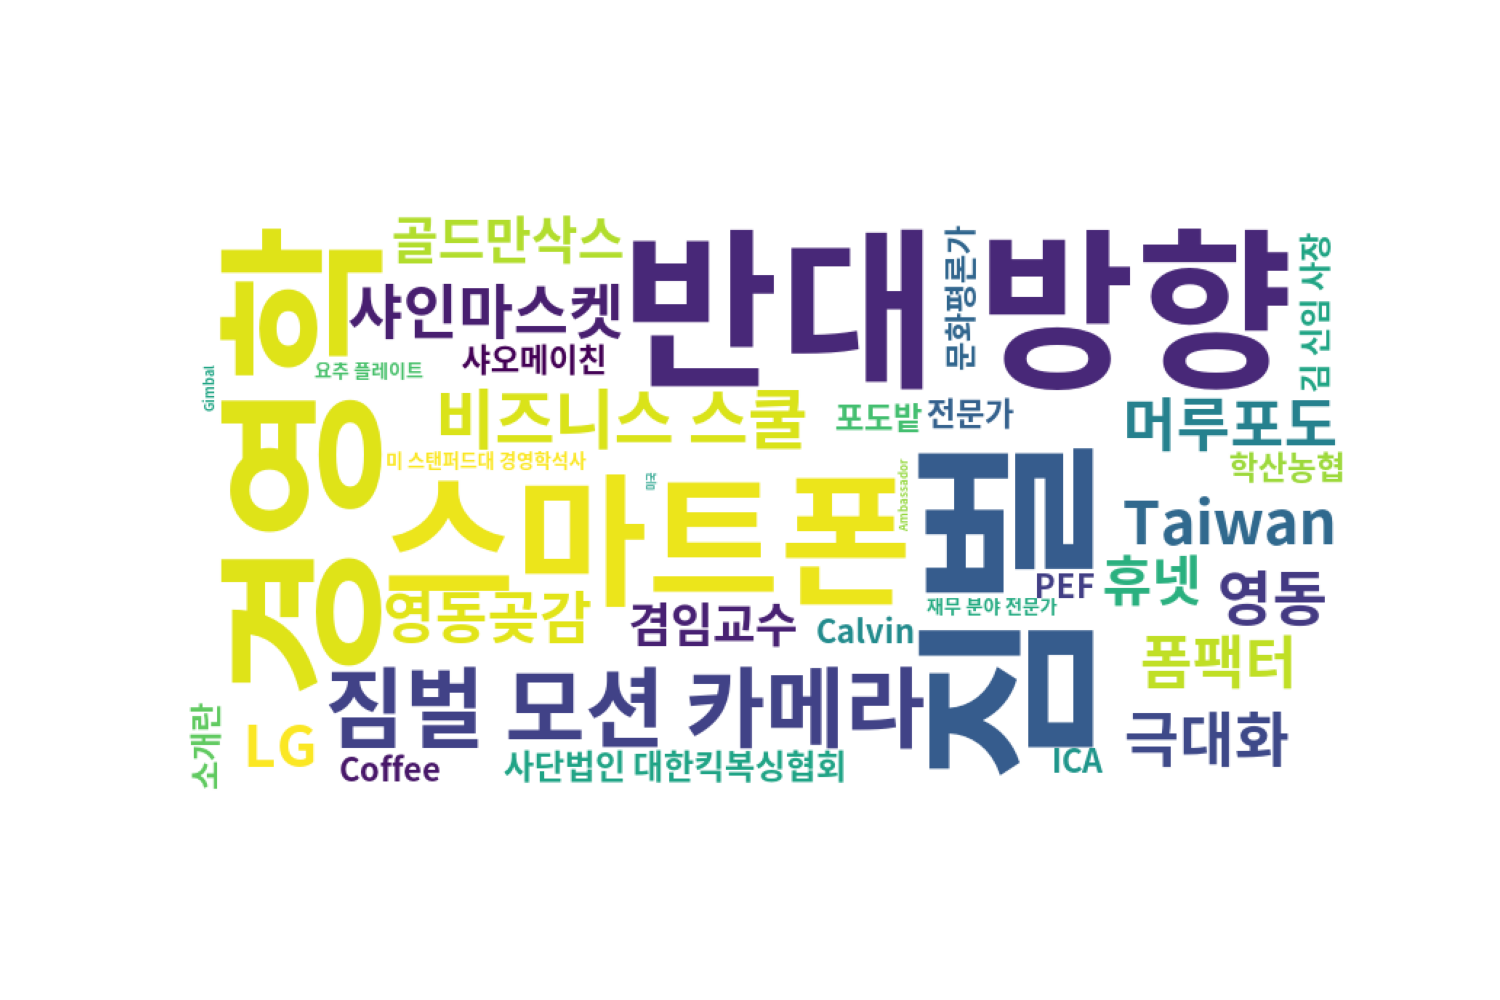 골드만삭스
반대 방향
경영학
샤인마스켓
문화평론가
김 신임 사장
샤오메이친
요추 플레이트
Gimbal
비즈니스 스쿨
포도밭
전문가
머루포도
미 스탠퍼드대 경영학석사
학산농협
스마트폰
미국
Ambassador
짐벌
Taiwan
PEF
휴넷
영동
영동곶감
겸임교수
Calvin
재무 분야 전문가
폼팩터
짐벌 모션 카메라
극대화
소개란
LG
Coffee
사단법인 대한킥복싱협회
ICA